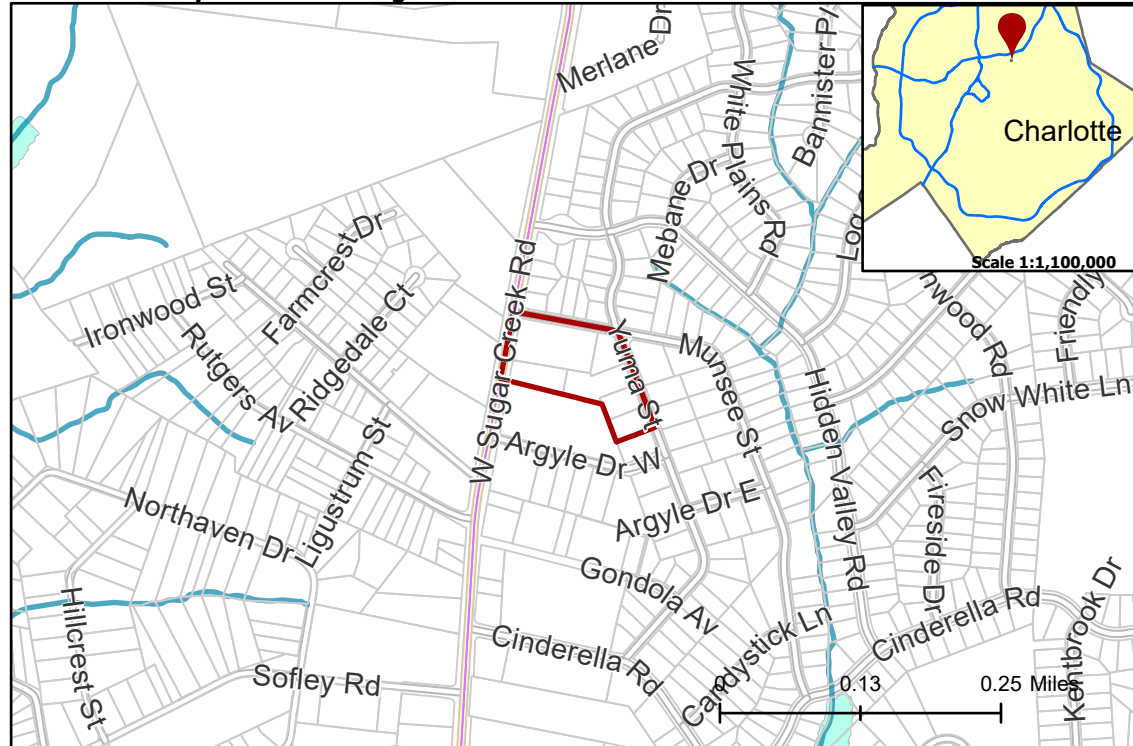 Merlane Dr
White Plains Rd
Bannister Pl
Charlotte
Scale 1:1,100,000
Mebane Dr
Farmcrest Dr
Ironwood St
Ridgedale Ct
Rutgers Av
W Sugar Creek Rd
Yuma St
Munsee St
Friendly
Hidden Valley Rd
Snow White Ln
Argyle Dr W
Argyle Dr E
Ligustrum St
Northaven Dr
Fireside Dr
Gondola Av
Hillcrest St
Cinderella Rd
Candystick Ln
Cinderella Rd
Kentbrook Dr
Sofley Rd
0 0.13 0.25 Miles